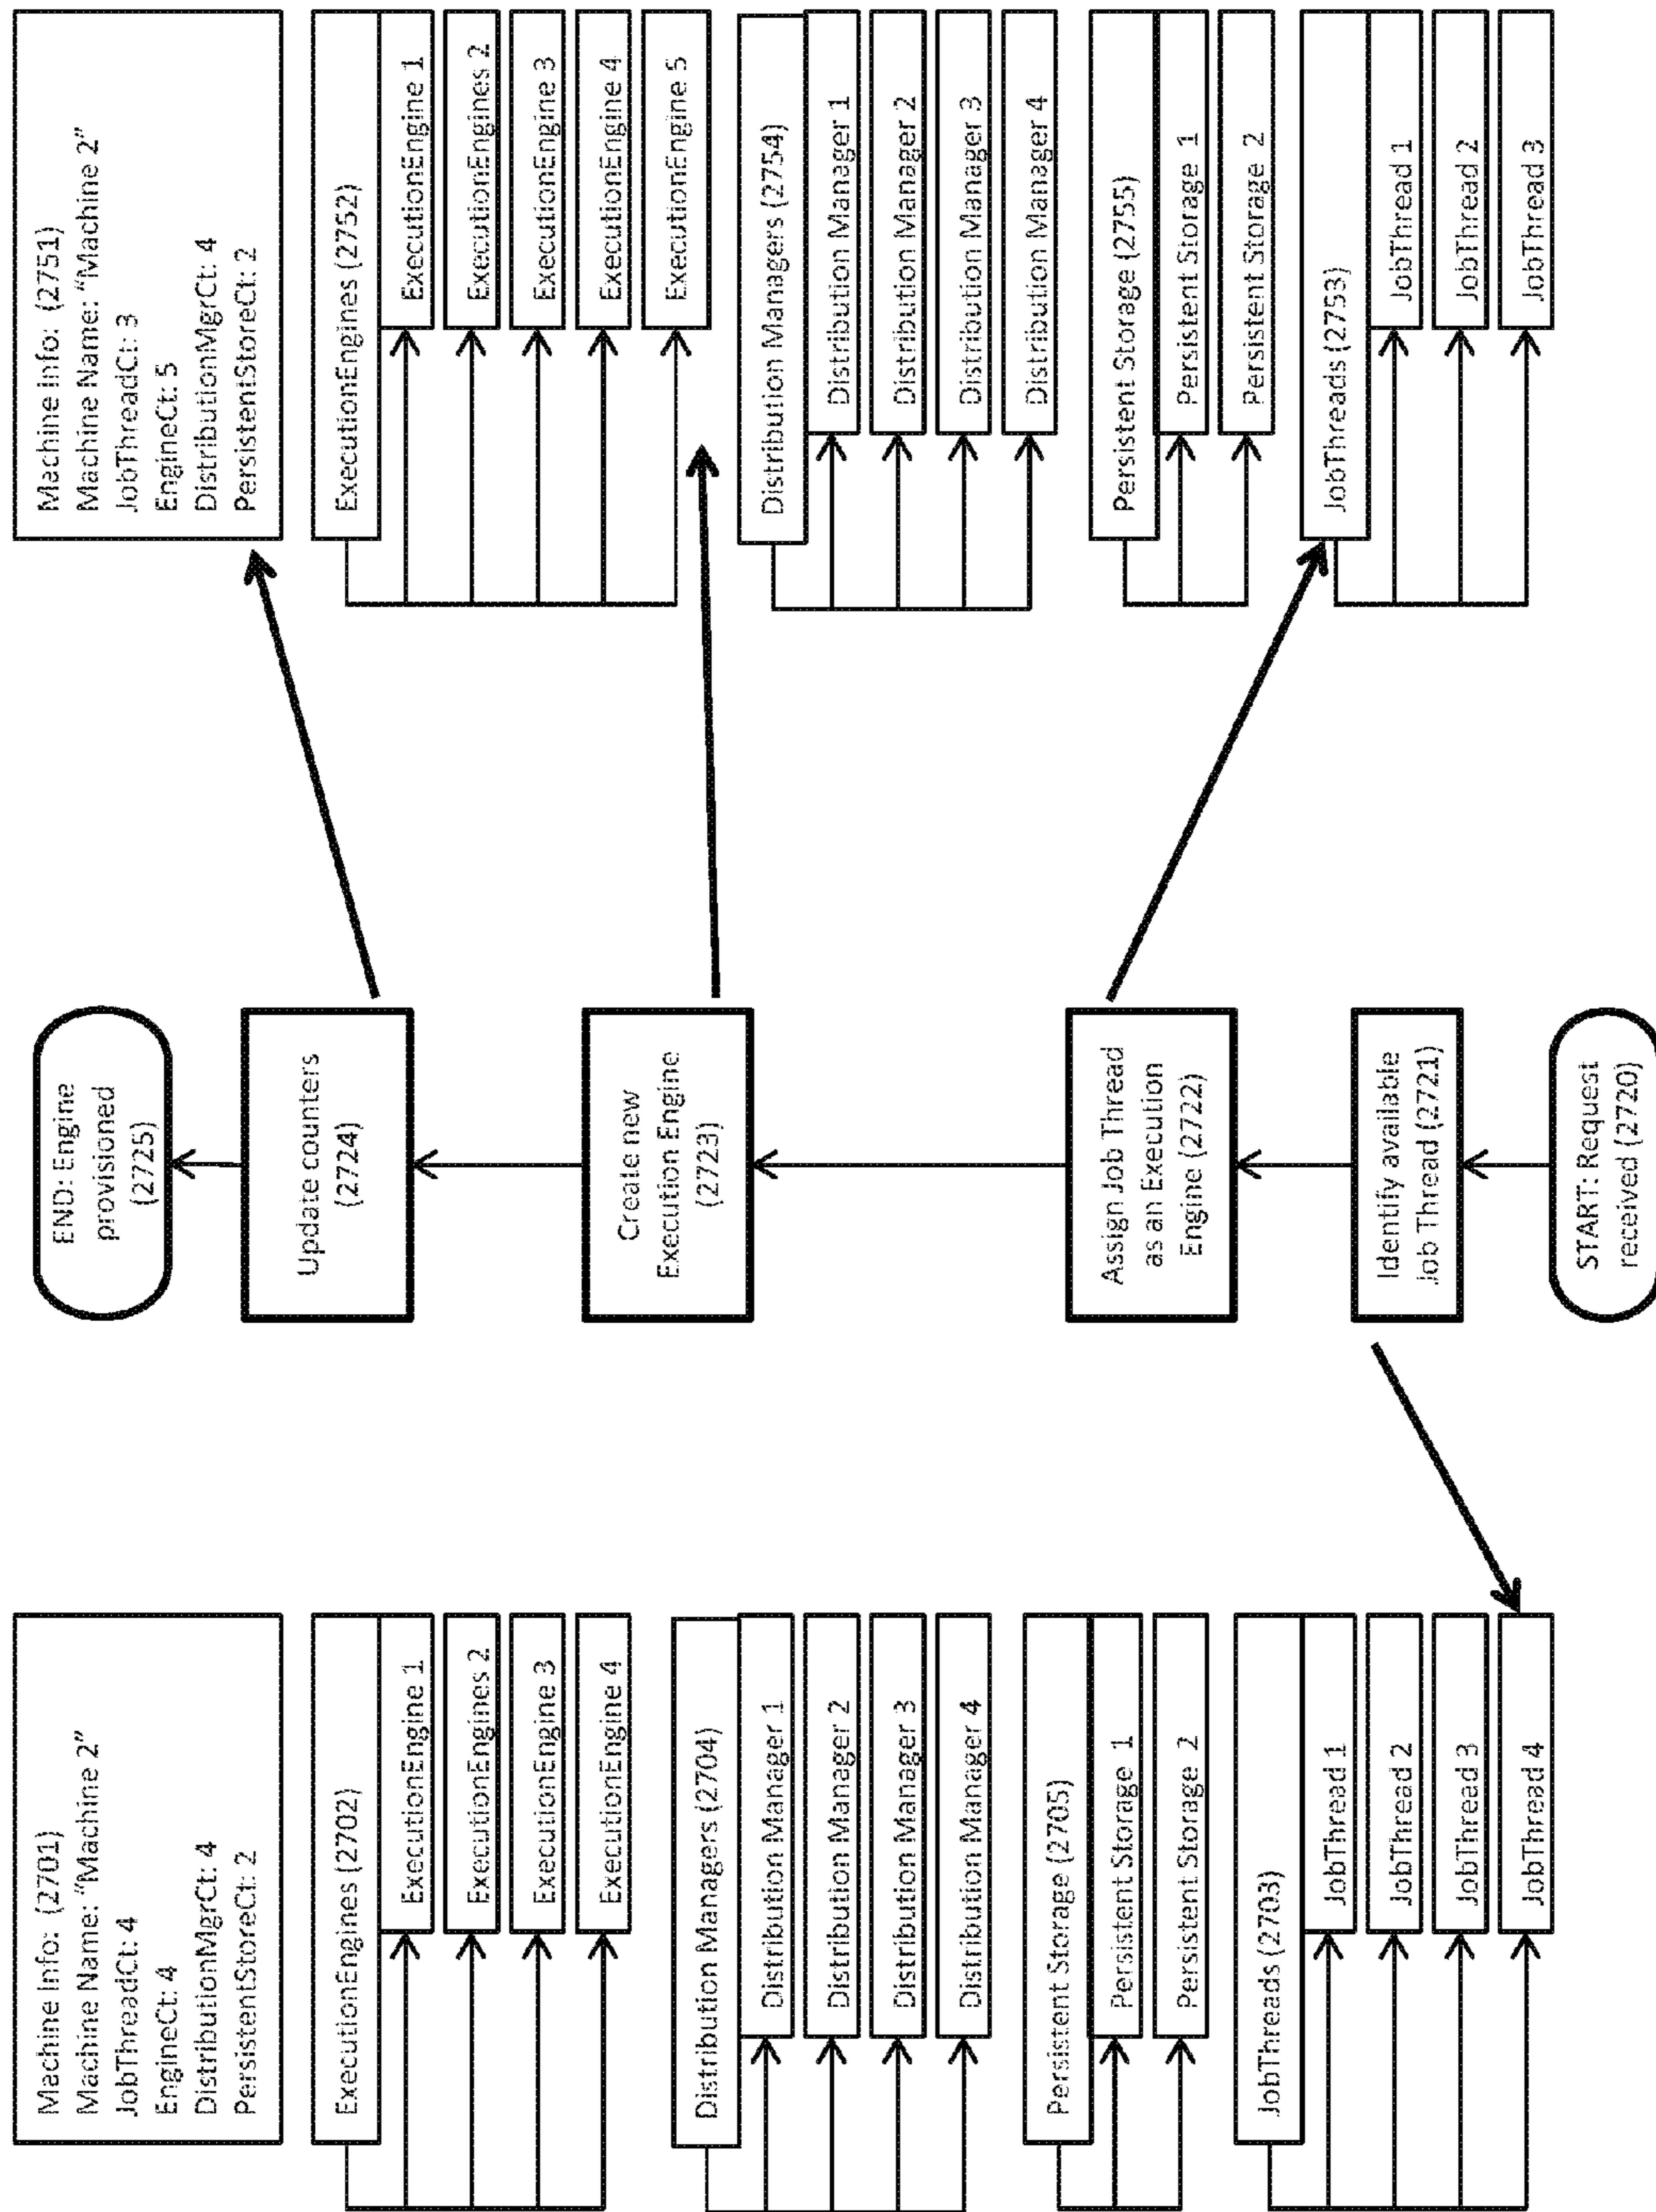 Machine Info: (2701)
Machine Name: "Machine 2"
JobThreadCt: 4
EngineCt: 4
DistributionMgrCt: 4
PersistentStoreCt: 2
ExecutionEngines (2702)
ExecutionEngine 1
ExecutionEngines 2
ExecutionEngine 3
ExecutionEngine 4
Distribution Managers (2704)
Distribution Manager 1
Distribution Manager 2
Distribution Manager 3
Distribution Manager 4
Persistent Storage (2705)
Persistent Storage 1
Persistent Storage 2
JobThreads (2703)
JobThread 1
JobThread 2
JobThread 3
JobThread 4
END: Engine
provisioned
(2725)
Update counters
(2724)
Create new
Execution Engine
(2723)
Assign Job Thread
as an Execution
Engine (2722)
Identify available
Job Thread (2721)
START: Request
received (2720)
Machine Info: (2751)
Machine Name: "Machine 2"
JobThreadCt: 3
EngineCt: 5
DistributionMgrCt: 4
PersistentStoreCt: 2
ExecutionEngines (2752)
ExecutionEngine 1
ExecutionEngines 2
ExecutionEngine 3
ExecutionEngine 4
ExecutionEngine 5
Distribution Managers (2754)
Distribution Manager 1
Distribution Manager 2
Distribution Manager 3
Distribution Manager 4
Persistent Storage (2755)
Persistent Storage 1
Persistent Storage 2
JobThreads (2753)
JobThread 1
JobThread 2
JobThread 3